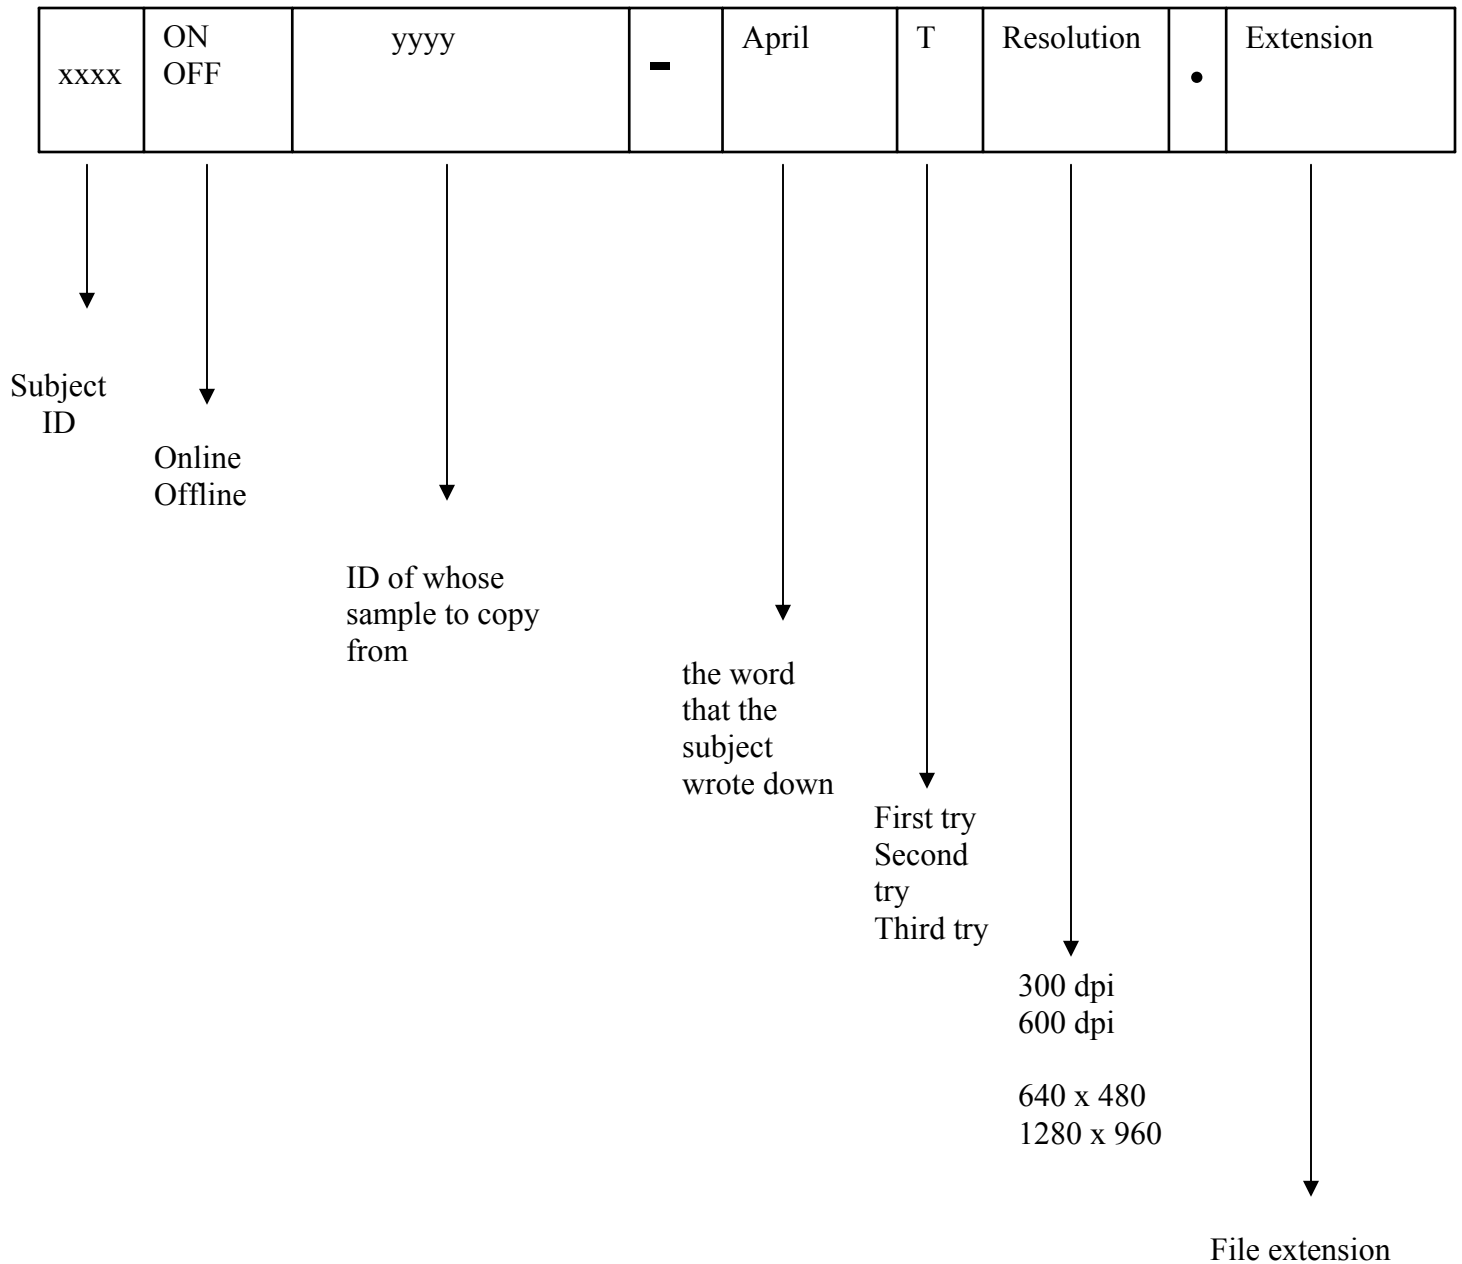 xxxx
ON
OFF
yyyy
-
April
T
Resolution
.
Extension
Subject
ID
Online
Offline
ID of whose
sample to copy
from
the word
that the
subject
wrote down
First try
Second
try
Third try
300 dpi
600 dpi
640 x 480
1280 x 960
File extension